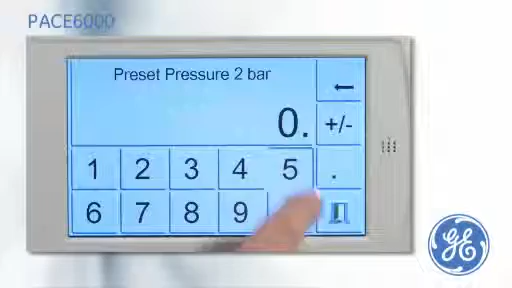 PACE6000
Preset Pressure 2 bar
0.
+/-
1 2 3 4 5 .
6 7 8 9
GE